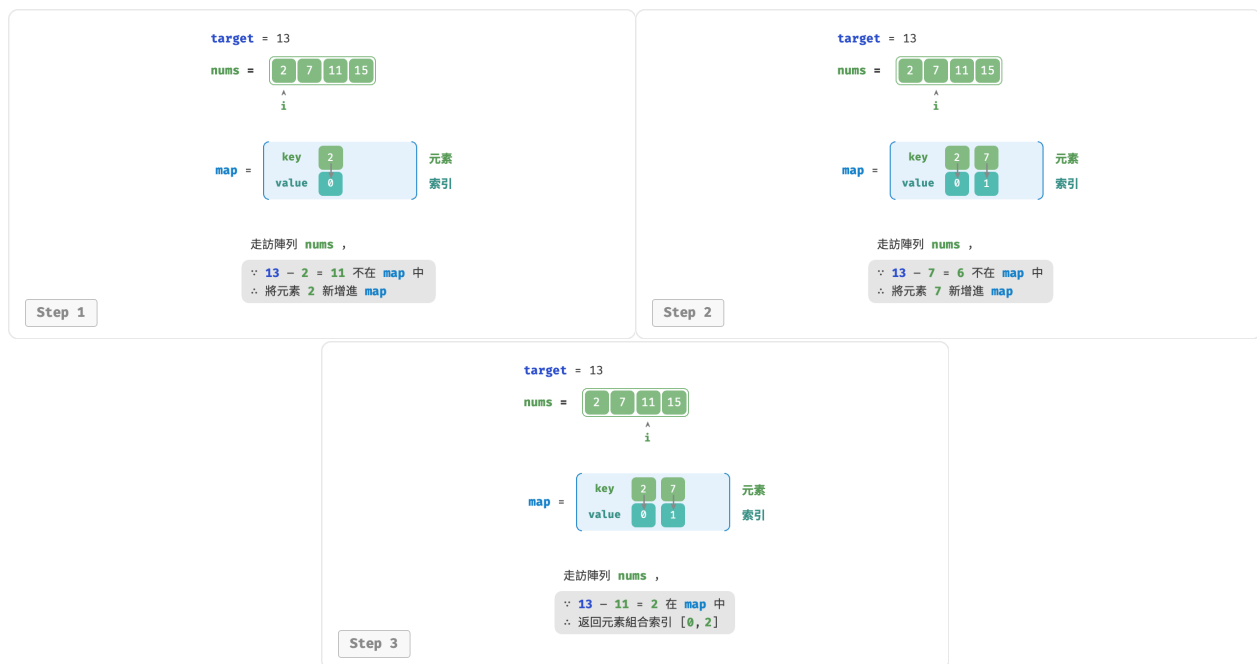 target = 13
nums = 2 7 11 15
i
key 2 元素
map =
value 0 索引
走訪陣列 nums ,
∵ 13 − 2 = 11 不在 map 中
∴ 將元素 2 新增進 map
Step 1
target = 13
nums = 2 7 11 15
i
key 2 7 元素
map =
value 0 1 索引
走訪陣列 nums ,
∵ 13 − 7 = 6 不在 map 中
∴ 將元素 7 新增進 map
Step 2
target = 13
nums = 2 7 11 15
i
key 2 7 元素
map =
value 0 1 索引
走訪陣列 nums ,
∵ 13 − 11 = 2 在 map 中
∴ 返回元素組合索引 [0,2]
Step 3